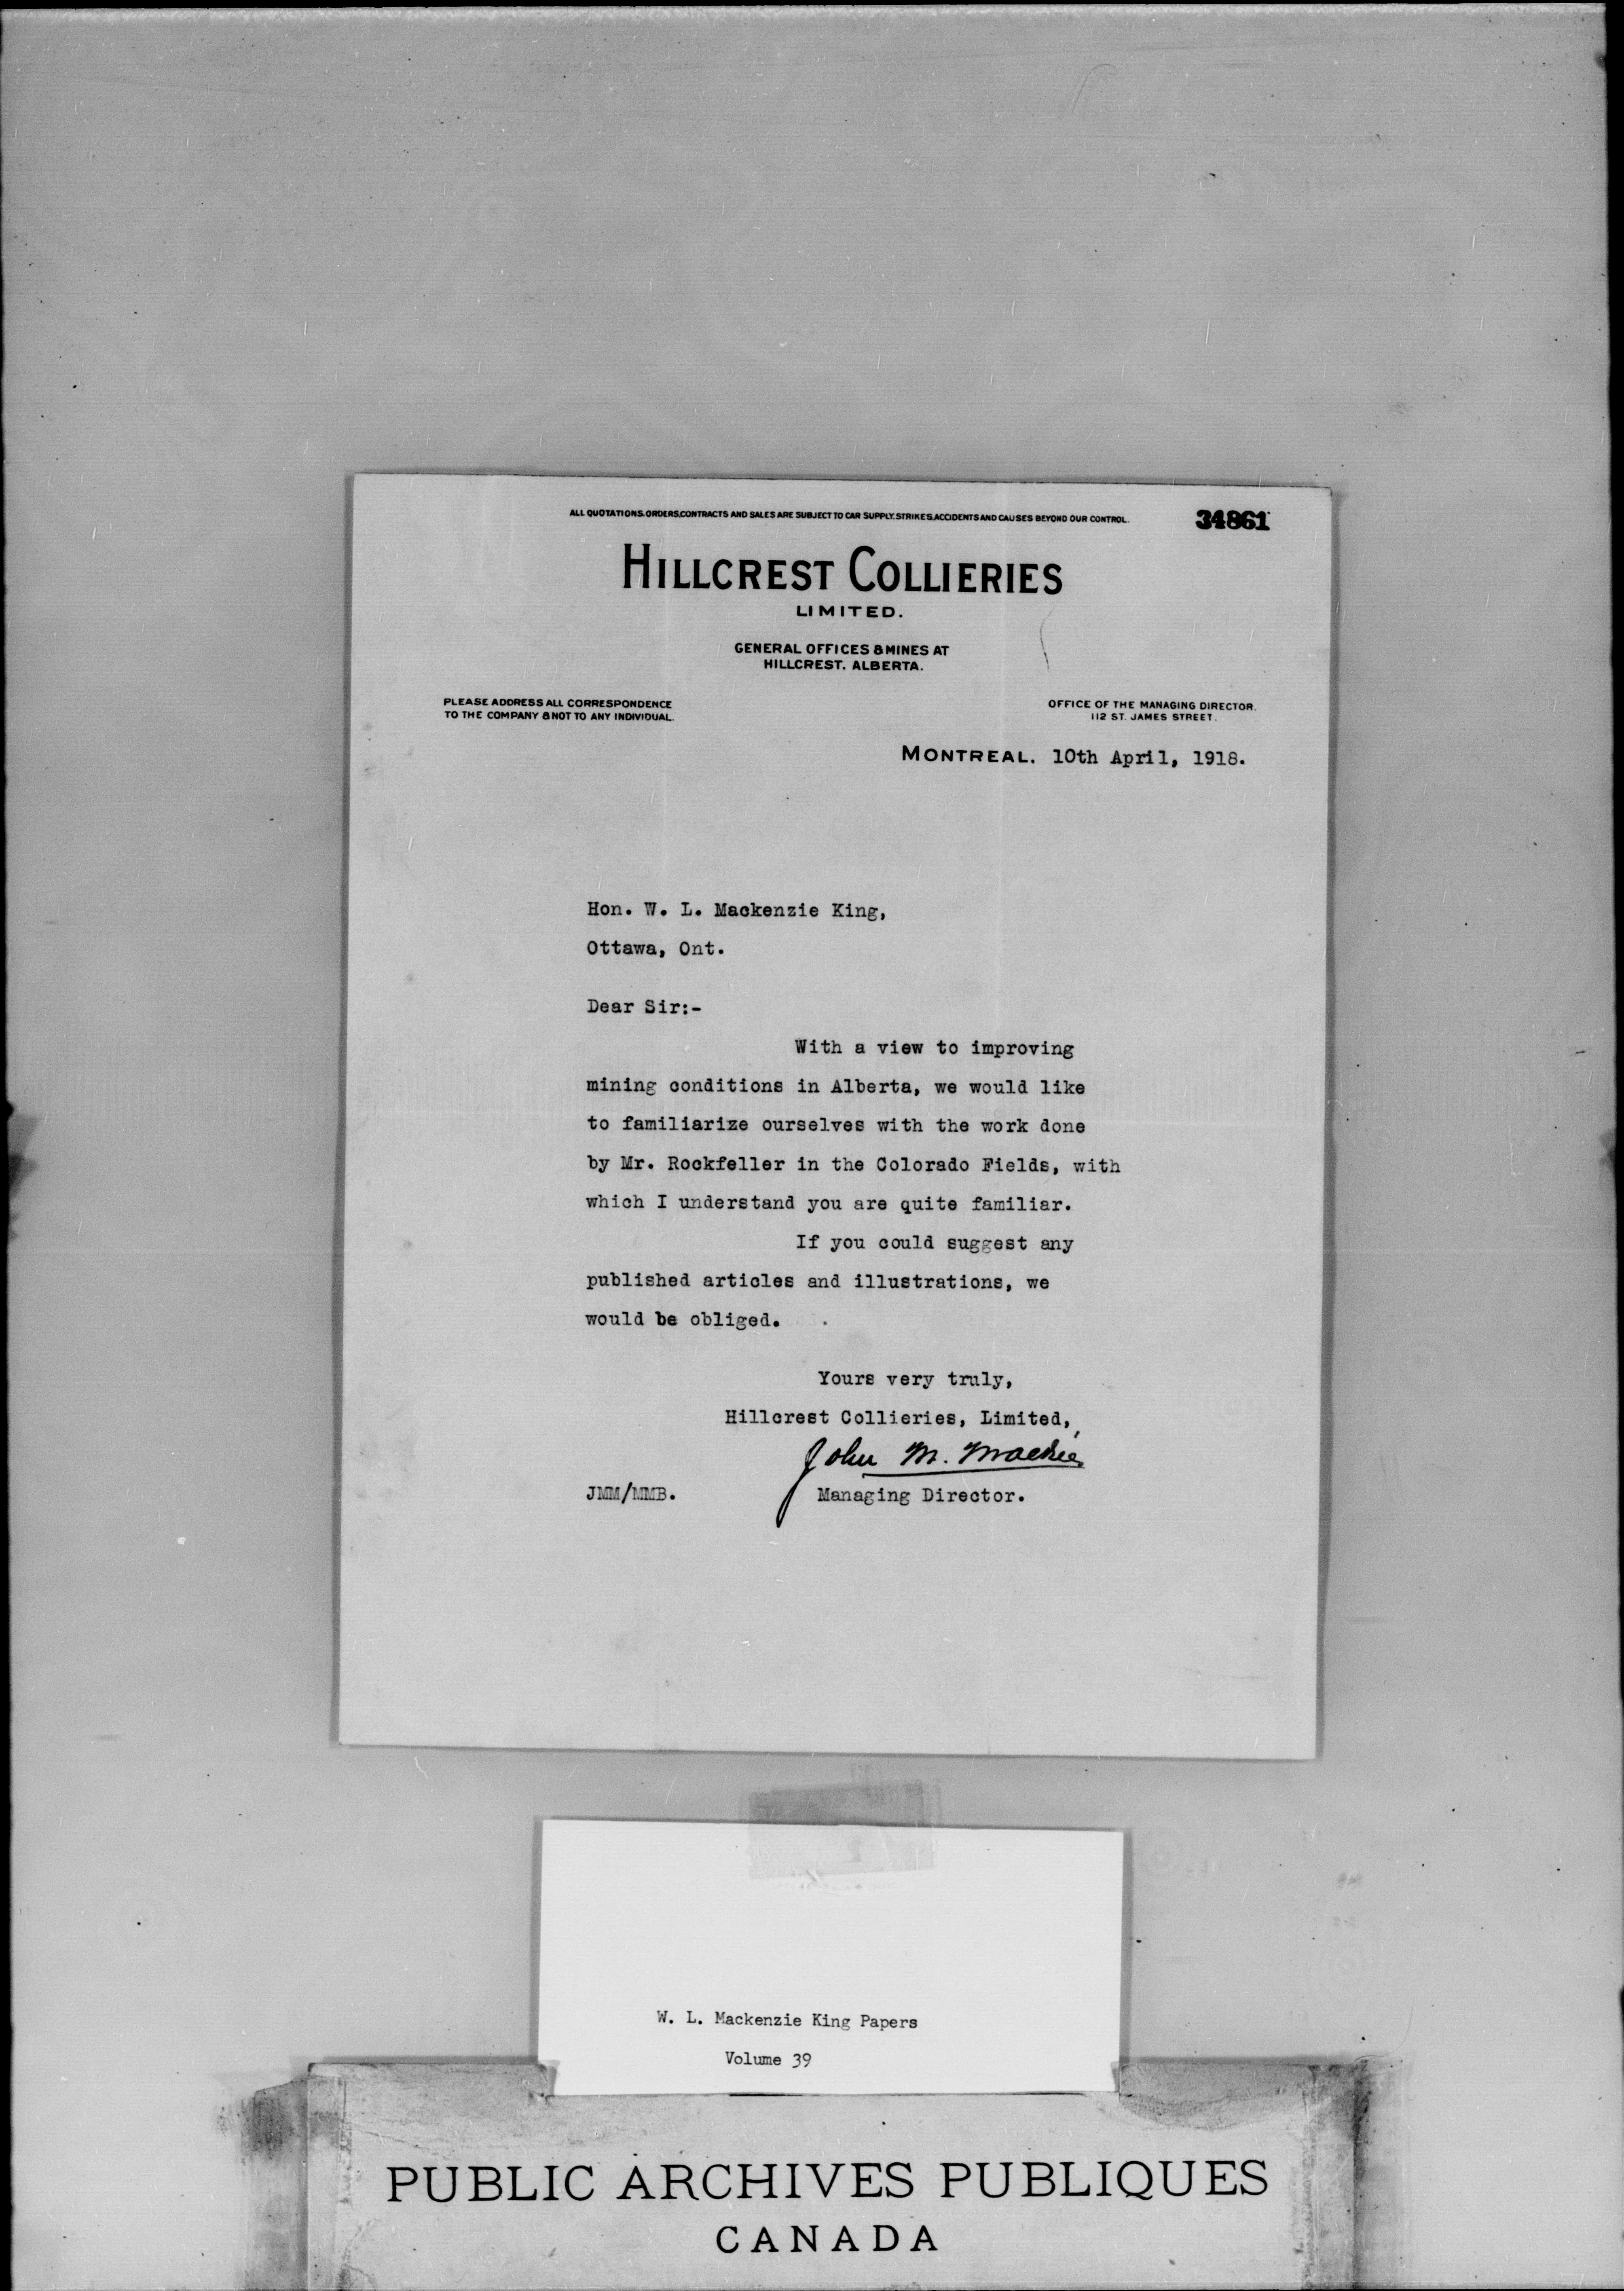 ALL QUOTATIONS, ORDERS, CONTRACTS AND SALES ARE SUBJECT TO CAR SUPPLY, STRIKES, ACCIDENTS AND CAUSES BEYOND OUR CONTROL.
34861
HILLCREST COLLIERIES
LIMITED.
GENERAL OFFICES & MINES AT
HILLCREST, ALBERTA.
PLEASE ADDRESS ALL CORRESPONDENCE
TO THE COMPANY & NOT TO ANY INDIVIDUAL.
OFFICE OF THE MANAGING DIRECTOR.
112 ST. JAMES STREET.
MONTREAL. 10th April, 1918.
Hon. W. L. Mackenzie King,
Ottawa, Ont.
Dear Sir:-
With a view to improving
mining conditions in Alberta, we would like
to familiarize ourselves with the work done
by Mr. Rockfeller in the Colorado Fields, with
which I understand you are quite familiar.
If you could suggest any
published articles and illustrations, we
would be obliged.
Yours very truly,
Hillcrest Collieries, Limited,
John M. Mackie
JMM/MMB.
Managing Director.
W. L. Mackenzie King Papers
Volume 39
PUBLIC ARCHIVES PUBLIQUES
CANADA